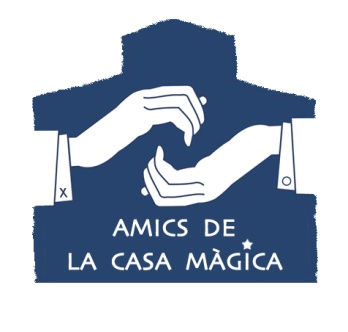 X
O
AMICS DE
LA CASA MÀGICA